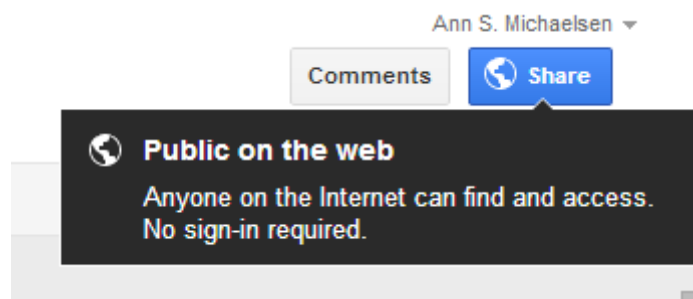 Ann S. Michaelsen
Comments
Share
Public on the web
Anyone on the Internet can find and access.
No sign-in required.